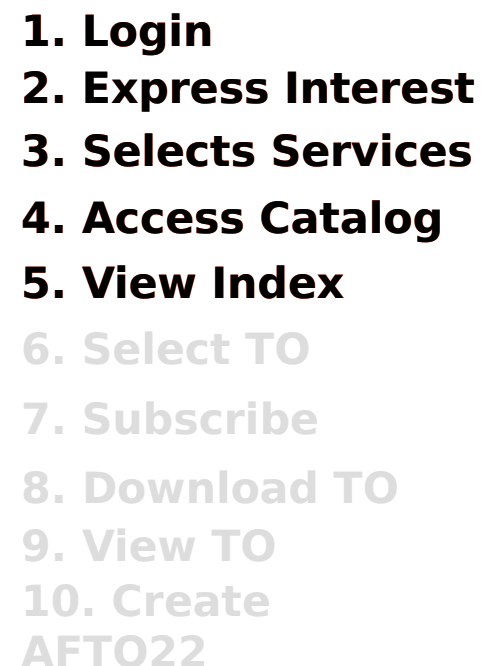 1. Login
2. Express Interest
3. Selects Services
4. Access Catalog
5. View Index
6. Select TO
7. Subscribe
8. Download TO
9. View TO
10. Create
AFTO22